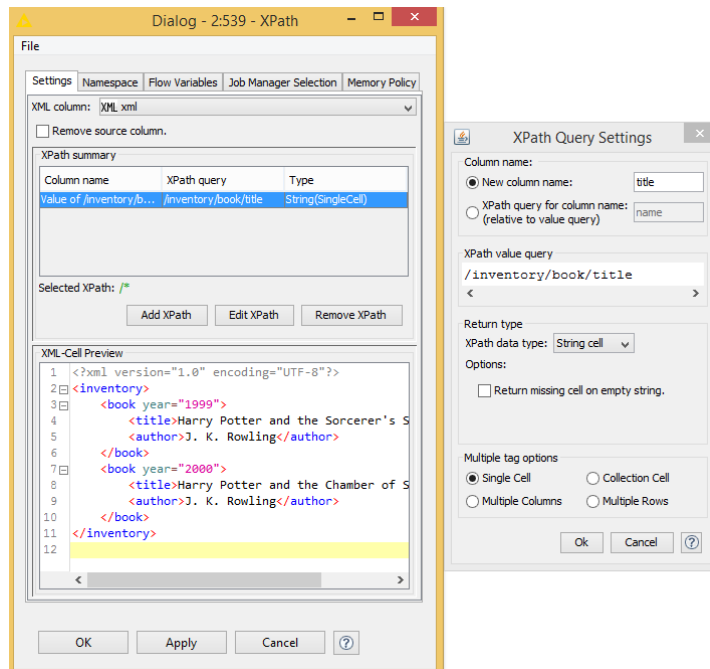 Dialog - 2:539 - XPath
File
Settings Namespace Flow Variables Job Manager Selection Memory Policy
XML column: XML xml
Remove source column.
XPath summary
Column name XPath query Type
Value of /inventory/b... /inventory/book/title String(SingleCell)
Selected XPath: /*
Add XPath Edit XPath Remove XPath
XML-Cell Preview
1 <?xml version="1.0" encoding="UTF-8"?>
2 <inventory>
3 <book year="1999">
4 <title>Harry Potter and the Sorcerer's S
5 <author>J. K. Rowling</author>
6 </book>
7 <book year="2000">
8 <title>Harry Potter and the Chamber of S
9 <author>J. K. Rowling</author>
10 </book>
11 </inventory>
12
OK Apply Cancel ?
XPath Query Settings
Column name:
New column name: title
XPath query for column name:
(relative to value query) name
XPath value query
/inventory/book/title
Return type
XPath data type: String cell
Options:
Return missing cell on empty string.
Multiple tag options
Single Cell Collection Cell
Multiple Columns Multiple Rows
Ok Cancel ?